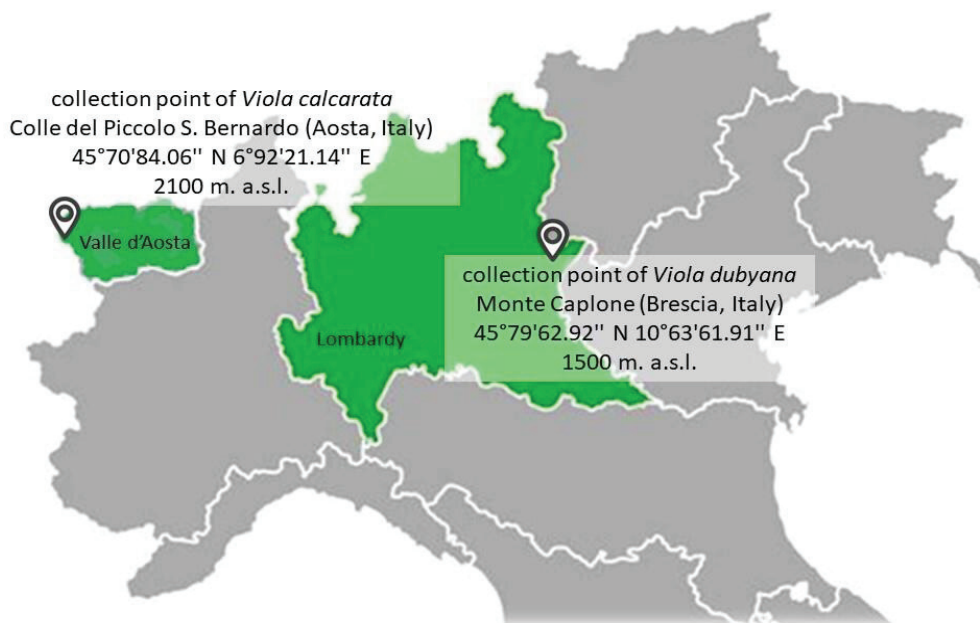 collection point of Viola calcarata
Colle del Piccolo S. Bernardo (Aosta, Italy)
45°70'84.06'' N 6°92'21.14'' E
2100 m. a.s.l.
Valle d'Aosta
collection point of Viola dubyana
Monte Caplone (Brescia, Italy)
45°79'62.92'' N 10°63'61.91'' E
1500 m. a.s.l.
Lombardy